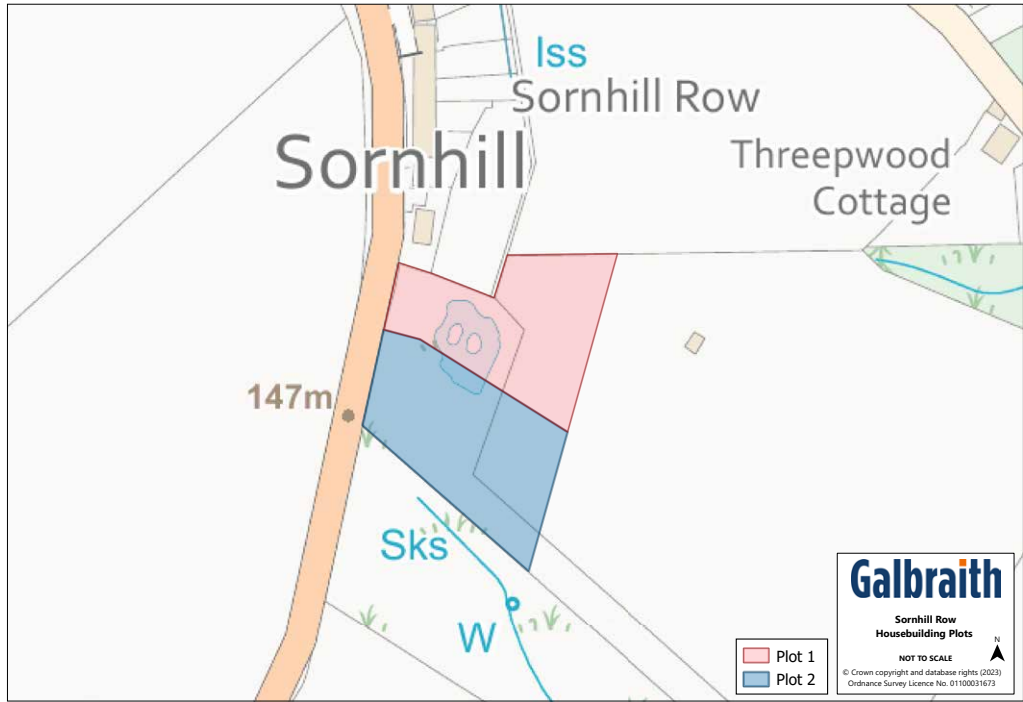 Iss
Sornhill Row
Sornhill
Threepwood
Cottage
147m
Sks
W
Galbraith
Sornhill Row
Housebuilding Plots
NOT TO SCALE
N
© Crown copyright and database rights (2023)
Ordnance Survey Licence No. 01100031673
Plot 1
Plot 2